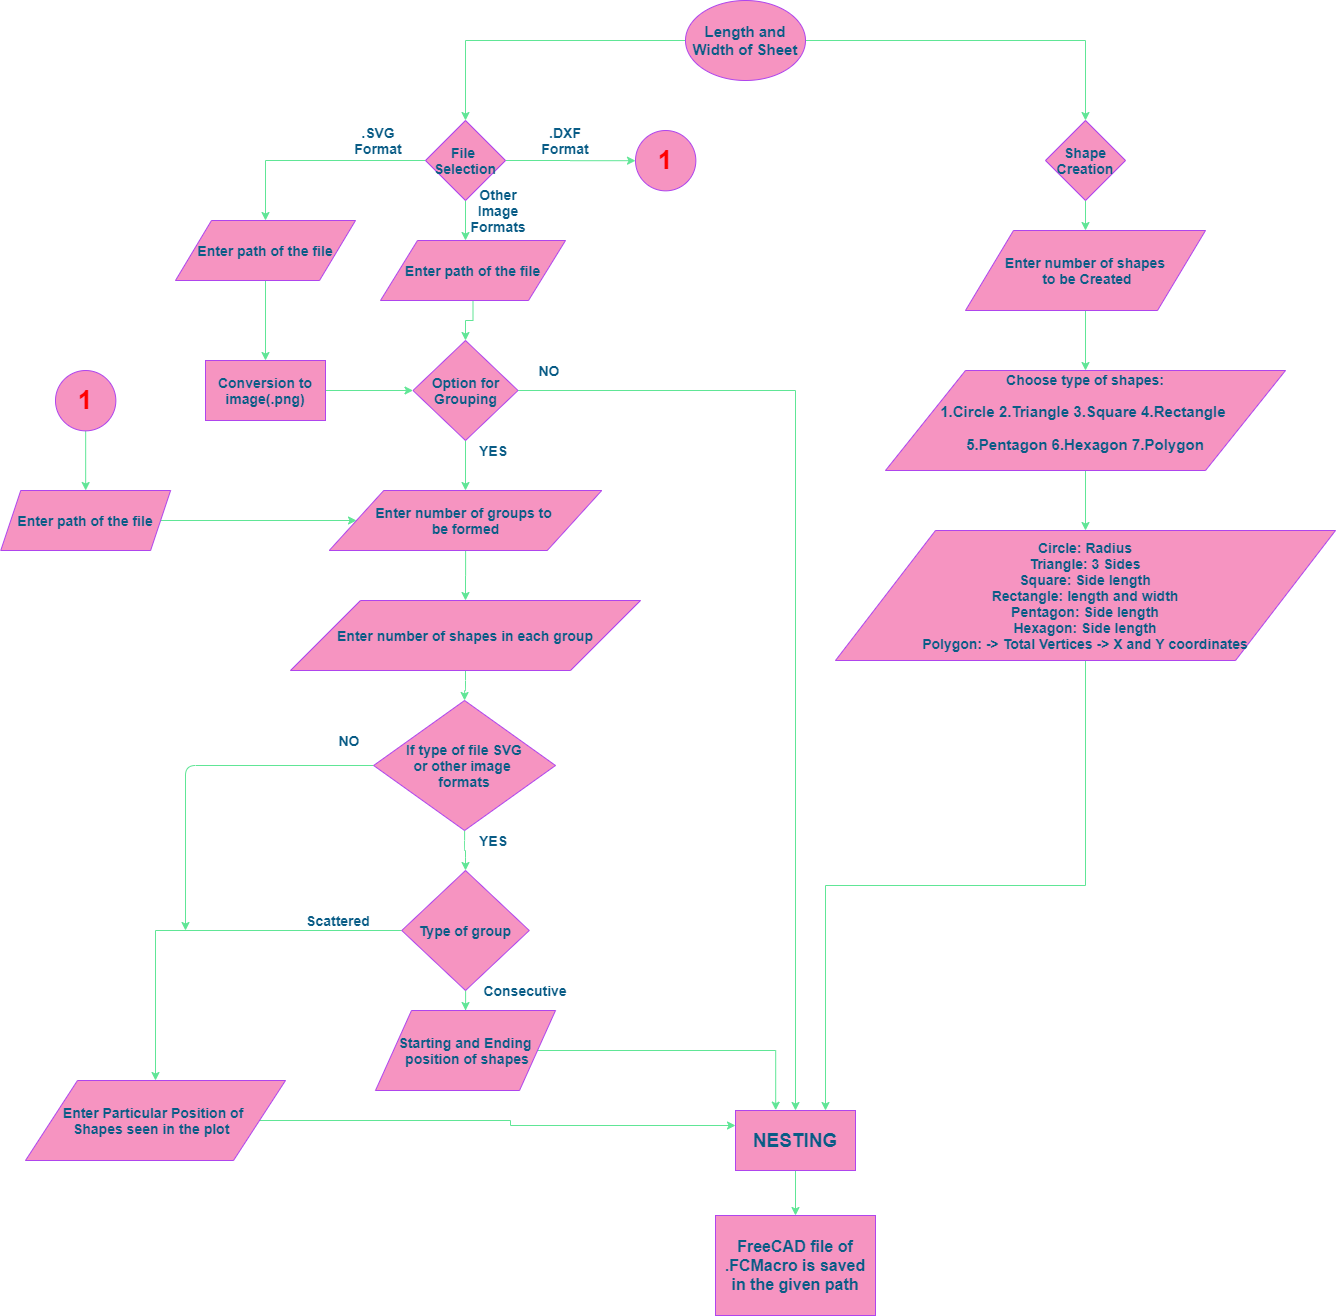 Length and
Width of Sheet
.SVG
Format
.DXF
Format
File
Selection
1
Shape
Creation
Other
Image
Formats
Enter path of the file
Enter path of the file
Enter number of shapes
to be Created
Conversion to
image(.png)
Option for
Grouping
NO
1
Choose type of shapes:
1.Circle 2.Triangle 3.Square 4.Rectangle
5.Pentagon 6.Hexagon 7.Polygon
YES
Enter path of the file
Enter number of groups to
be formed
Circle: Radius
Triangle: 3 Sides
Square: Side length
Rectangle: length and width
Pentagon: Side length
Hexagon: Side length
Polygon: -> Total Vertices -> X and Y coordinates
Enter number of shapes in each group
NO
If type of file SVG
or other image
formats
YES
Scattered
Type of group
Consecutive
Starting and Ending
position of shapes
Enter Particular Position of
Shapes seen in the plot
NESTING
FreeCAD file of
.FCMacro is saved
in the given path